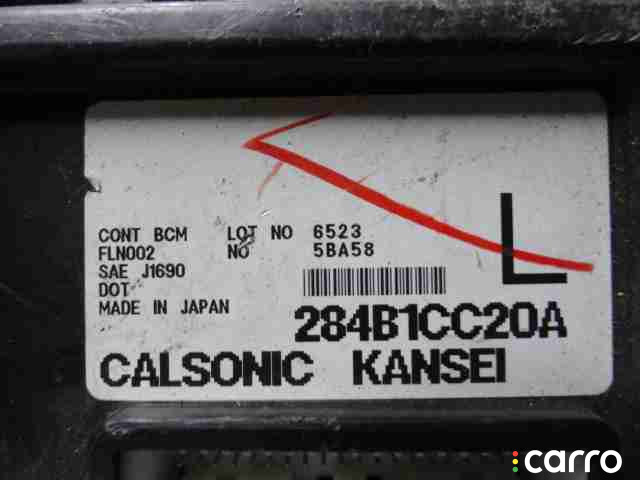 CONT BCM LOT NO 6523
FLN002 NO 5BA58
SAE J1690
DOT
MADE IN JAPAN
L
284B1CC20A
CALSONIC KANSEI
carro